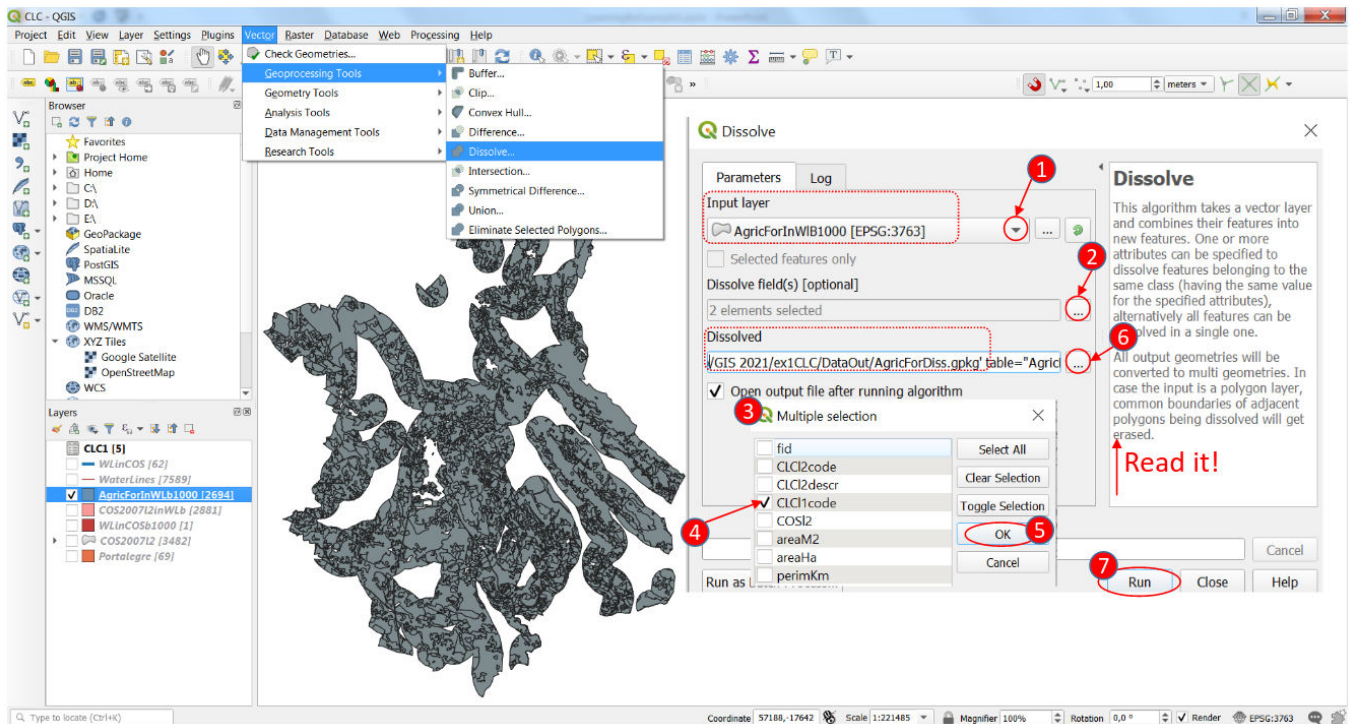 CLC - QGIS
Project Edit View Layer Settings Plugins Vector Raster Database Web Processing Help
Check Geometries...
Geoprocessing Tools
Geometry Tools
Analysis Tools
Data Management Tools
Research Tools
Buffer...
Clip...
Convex Hull...
Difference...
Dissolve...
Intersection...
Symmetrical Difference...
Union...
Eliminate Selected Polygons...
1,00 meters
Browser
Favorites
Project Home
Home
C:\
D:\
E:\
GeoPackage
SpatiaLite
PostGIS
MSSQL
Oracle
DB2
WMS/WMTS
XYZ Tiles
Google Satellite
OpenStreetMap
WCS
Layers
CLC1 [5]
WLinCOS [62]
WaterLines [7589]
AgricForInWLb1000 [2694]
COS2007l2inWLb [2881]
WLinCOSb1000 [1]
COS2007l2 [3482]
Portalegre [69]
Dissolve
Parameters Log
1
Input layer
AgricForInWlB1000 [EPSG:3763] ...
Selected features only
2
Dissolve field(s) [optional]
2 elements selected ...
Dissolved
6
/GIS 2021/ex1CLC/DataOut/AgricForDiss.gpkg' table="Agric ...
Open output file after running algorithm
3
Multiple selection
fid
CLCl2code
CLCl2descr
4
CLCl1code
COSl2
areaM2
areaHa
perimKm
Select All
Clear Selection
Toggle Selection
OK 5
Cancel
Dissolve
This algorithm takes a vector layer
and combines their features into
new features. One or more
attributes can be specified to
dissolve features belonging to the
same class (having the same value
for the specified attributes),
alternatively all features can be
olved in a single one.
All output geometries will be
converted to multi geometries. In
case the input is a polygon layer,
common boundaries of adjacent
polygons being dissolved will get
erased.
Read it!
Cancel
7
Run as
Run Close Help
Type to locate (Ctrl+K)
Coordinate 57188,-17642 Scale 1:221485 Magnifier 100% Rotation 0,0 ° Render EPSG:3763